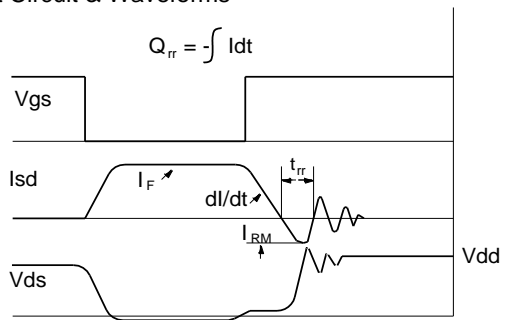 Circuit & Waveforms
Qrr = -∫ Idt
Vgs
Isd
IF
dI/dt
trr
IRM
Vds
Vdd